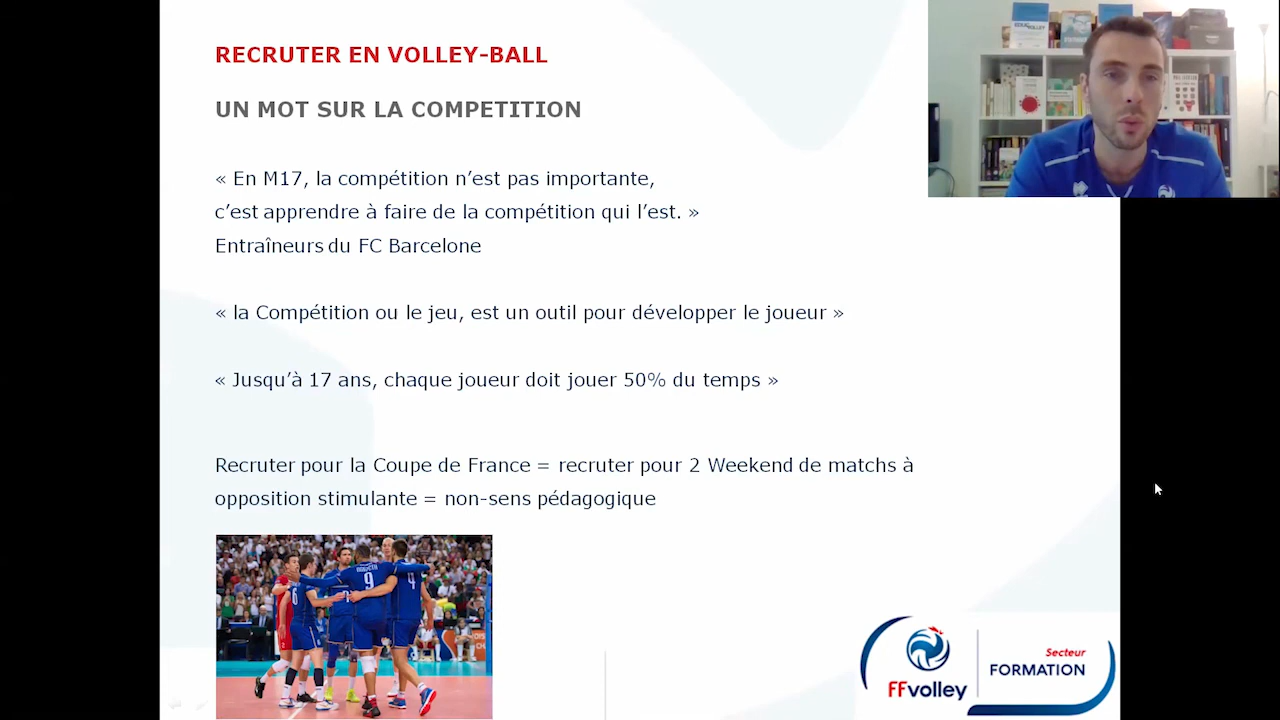 RECRUTER EN VOLLEY-BALL
UN MOT SUR LA COMPETITION
« En M17, la compétition n’est pas importante,
c’est apprendre à faire de la compétition qui l’est. »
Entraîneurs du FC Barcelone
« la Compétition ou le jeu, est un outil pour développer le joueur »
« Jusqu’à 17 ans, chaque joueur doit jouer 50% du temps »
Recruter pour la Coupe de France = recruter pour 2 Weekend de matchs à
opposition stimulante = non-sens pédagogique
9
6
4
FFvolley
Secteur
FORMATION